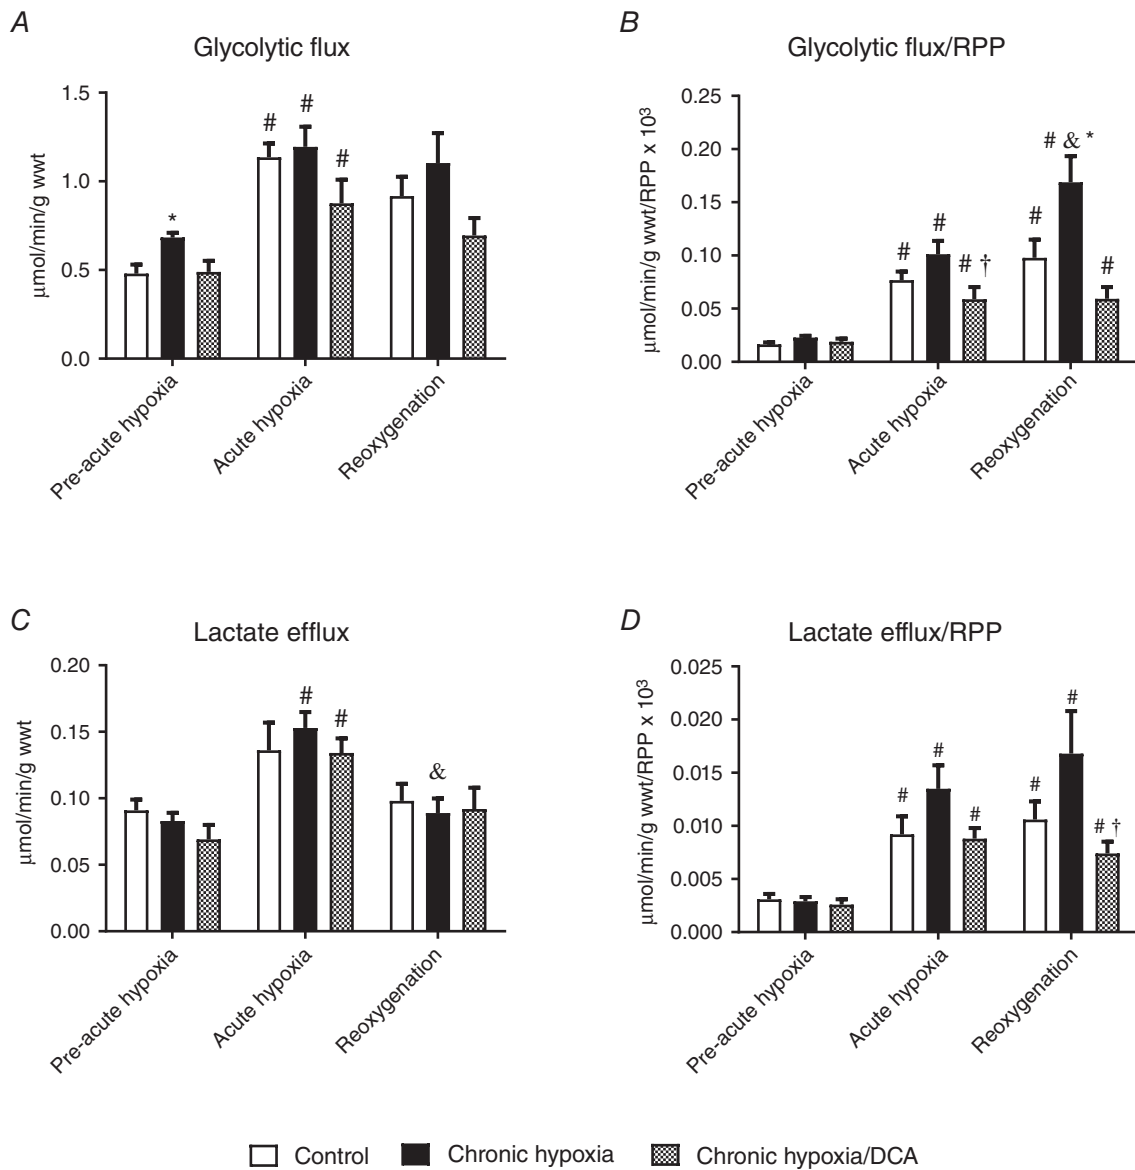 A
Glycolytic flux
μmol/min/g wwt
1.5
1.0
0.5
0.0
*
#
#
#
Pre-acute hypoxia
Acute hypoxia
Reoxygenation
B
Glycolytic flux/RPP
μmol/min/g wwt/RPP x 10³
0.25
0.20
0.15
0.10
0.05
0.00
#
#
# †
#
# & *
#
Pre-acute hypoxia
Acute hypoxia
Reoxygenation
C
Lactate efflux
μmol/min/g wwt
0.20
0.15
0.10
0.05
0.00
#
#
&
Pre-acute hypoxia
Acute hypoxia
Reoxygenation
D
Lactate efflux/RPP
μmol/min/g wwt/RPP x 10³
0.025
0.020
0.015
0.010
0.005
0.000
#
#
#
#
#
# †
Pre-acute hypoxia
Acute hypoxia
Reoxygenation
Control
Chronic hypoxia
Chronic hypoxia/DCA